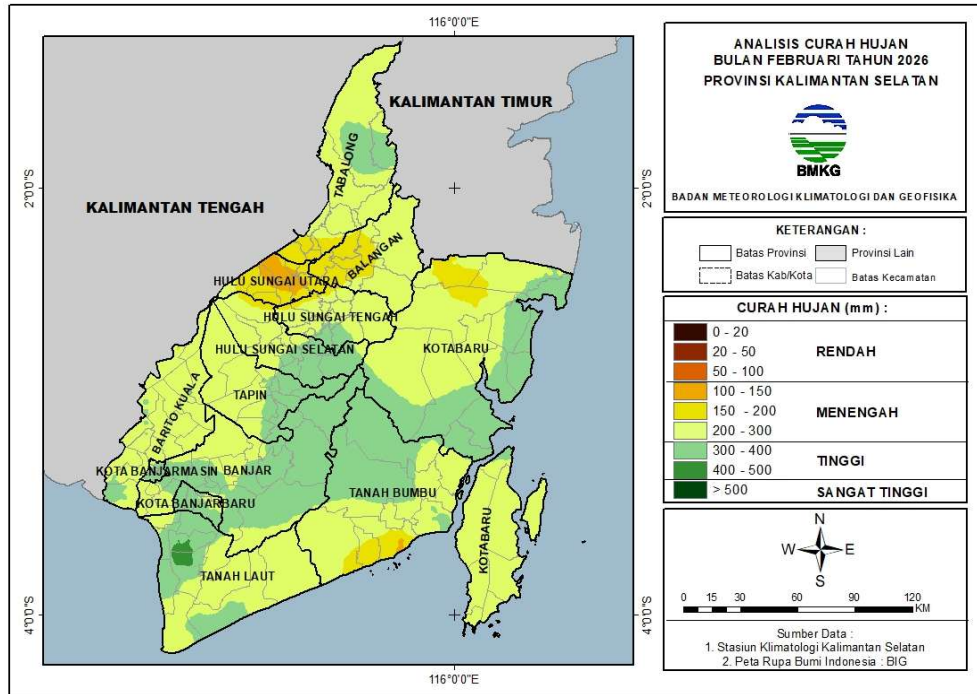 116°0'0"E
KALIMANTAN TIMUR
KALIMANTAN TENGAH
2°0'0"S
2°0'0"S
TABALONG
BALANGAN
HULU SUNGAI UTARA
HULU SUNGAI TENGAH
HULU SUNGAI SELATAN
KOTABARU
TAPIN
BARITO KUALA
KOTA BANJARMASIN
BANJAR
KOTA BANJARBARU
TANAH BUMBU
TANAH LAUT
KOTABARU
4°0'0"S
4°0'0"S
116°0'0"E
ANALISIS CURAH HUJAN
BULAN FEBRUARI TAHUN 2026
PROVINSI KALIMANTAN SELATAN
BMKG
BADAN METEOROLOGI KLIMATOLOGI DAN GEOFISIKA
KETERANGAN :
Batas Provinsi
Provinsi Lain
Batas Kab/Kota
Batas Kecamatan
CURAH HUJAN (mm) :
0 - 20
20 - 50
50 - 100
RENDAH
100 - 150
150 - 200
200 - 300
MENENGAH
300 - 400
400 - 500
TINGGI
> 500
SANGAT TINGGI
N
W E
S
0 15 30 60 90 120
KM
Sumber Data :
1. Stasiun Klimatologi Kalimantan Selatan
2. Peta Rupa Bumi Indonesia : BIG